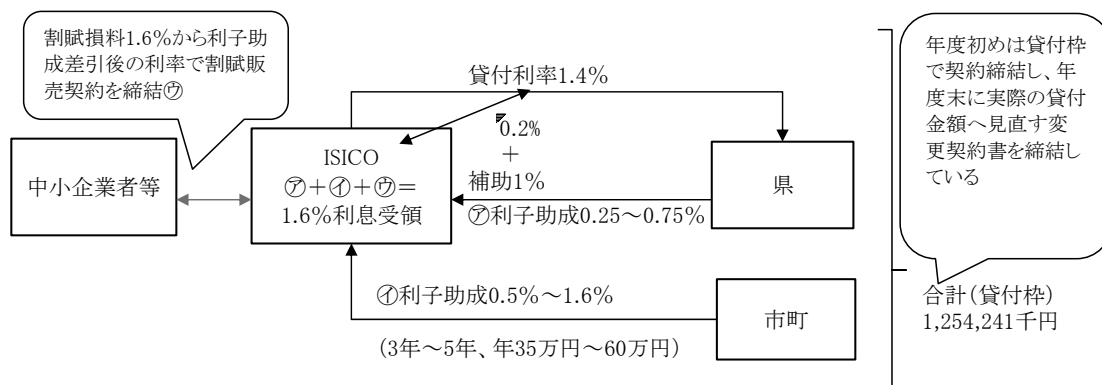 割賦損料1.6%から利子助
成差引後の利率で割賦販
売契約を締結㋒
貸付利率1.4%
年度初めは貸付枠
で契約締結し、年
度末に実際の貸付
金額へ見直す変
更契約書を締結し
ている
中小企業者等
ISICO
㋐＋㋑＋㋒＝
1.6%利息受領
0.2%
＋
補助1%
㋐利子助成0.25～0.75%
県
㋑利子助成0.5%～1.6%
(3年～5年、年35万円～60万円)
市町
合計(貸付枠)
1,254,241千円